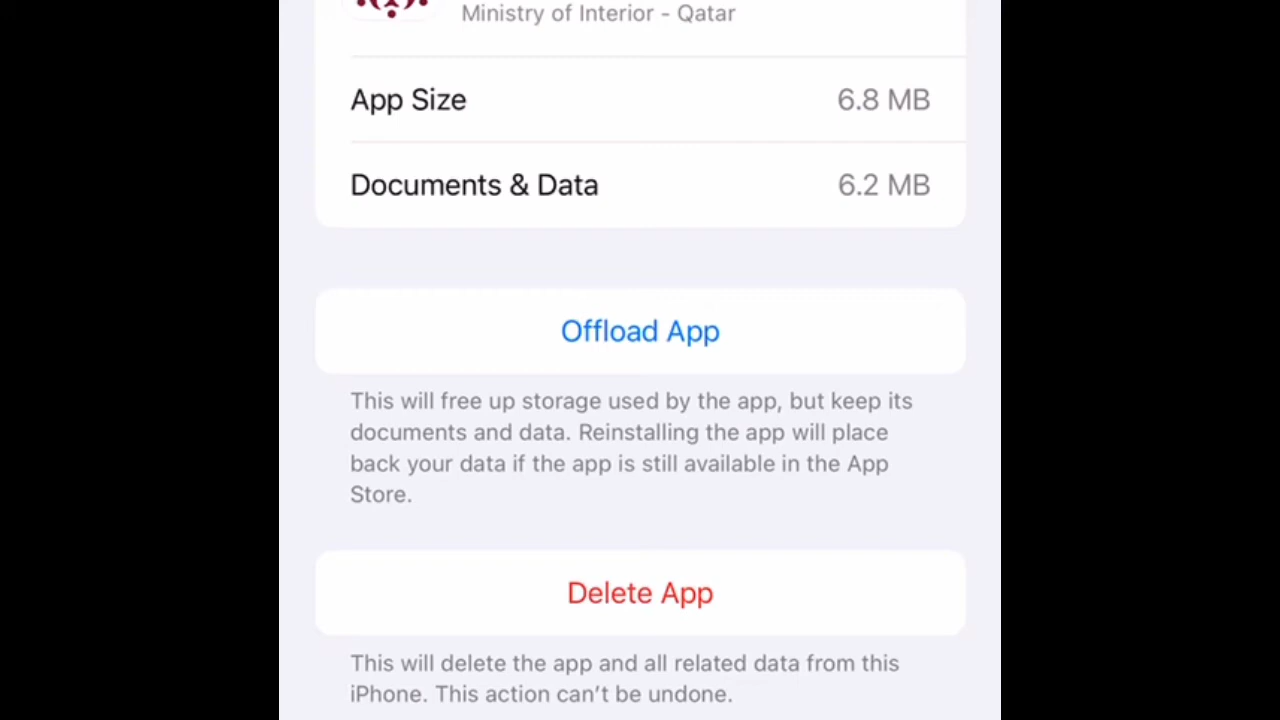 Ministry of Interior - Qatar
App Size 6.8 MB
Documents & Data 6.2 MB
Offload App
This will free up storage used by the app, but keep its
documents and data. Reinstalling the app will place
back your data if the app is still available in the App
Store.
Delete App
This will delete the app and all related data from this
iPhone. This action can’t be undone.